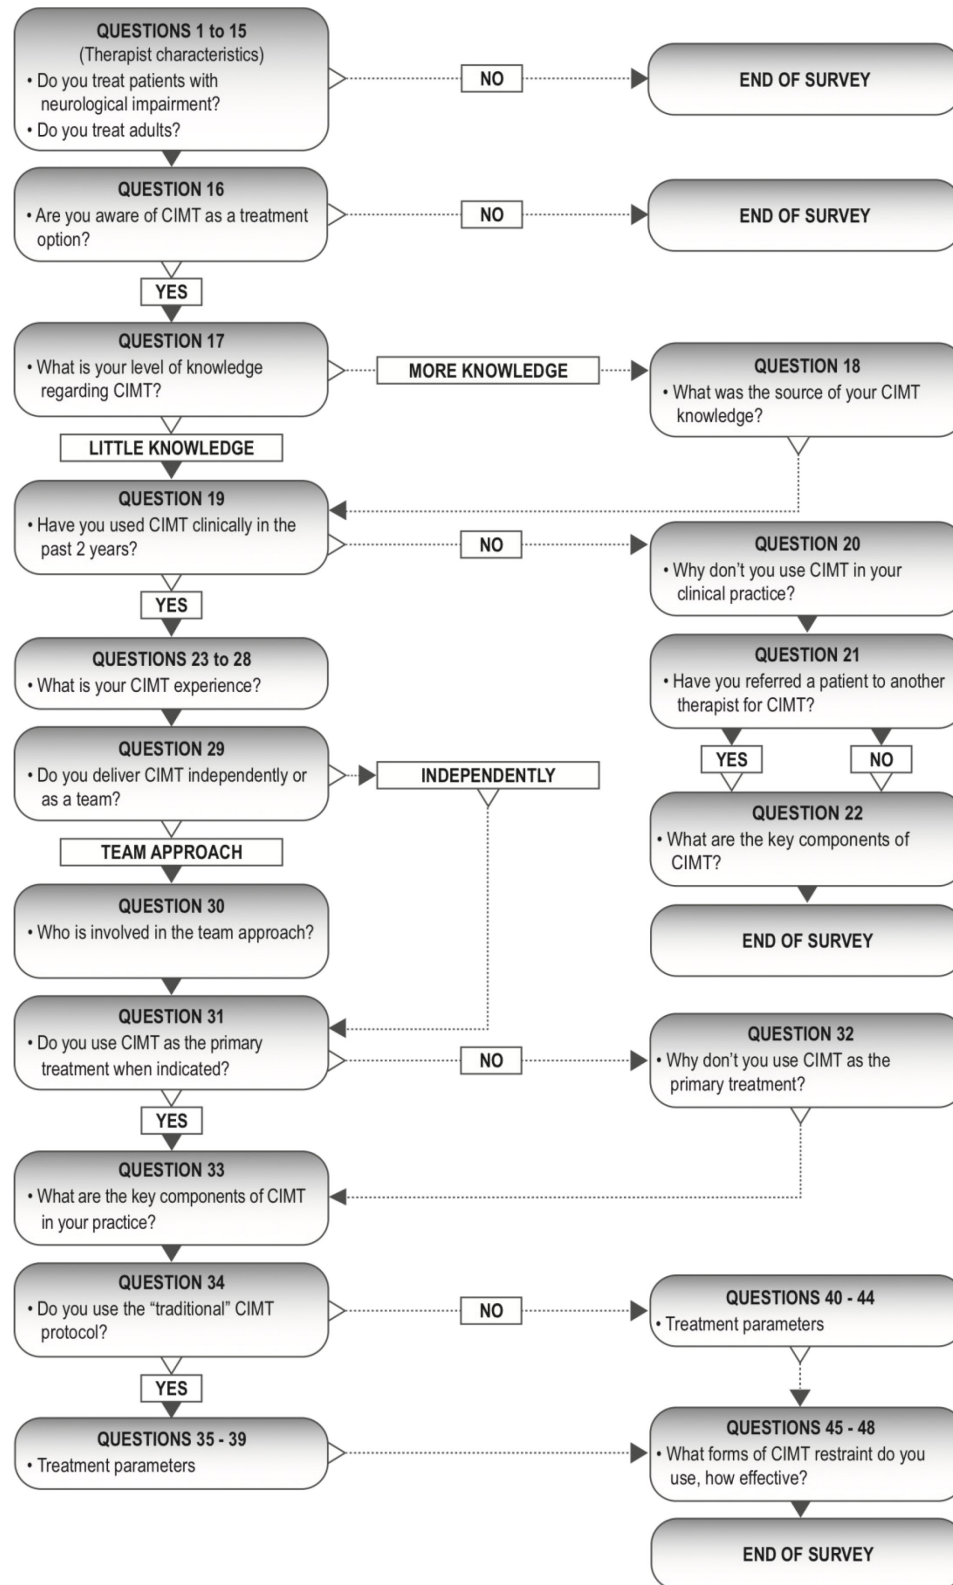 QUESTIONS 1 to 15
(Therapist characteristics)
• Do you treat patients with
neurological impairment?
• Do you treat adults?
NO
END OF SURVEY
QUESTION 16
• Are you aware of CIMT as a treatment
option?
NO
END OF SURVEY
YES
QUESTION 17
• What is your level of knowledge
regarding CIMT?
MORE KNOWLEDGE
QUESTION 18
• What was the source of your CIMT
knowledge?
LITTLE KNOWLEDGE
QUESTION 19
• Have you used CIMT clinically in the
past 2 years?
NO
QUESTION 20
• Why don't you use CIMT in your
clinical practice?
YES
QUESTION 21
• Have you referred a patient to another
therapist for CIMT?
YES
NO
QUESTION 22
• What are the key components of
CIMT?
END OF SURVEY
QUESTIONS 23 to 28
• What is your CIMT experience?
QUESTION 29
• Do you deliver CIMT independently or
as a team?
INDEPENDENTLY
TEAM APPROACH
QUESTION 30
• Who is involved in the team approach?
QUESTION 31
• Do you use CIMT as the primary
treatment when indicated?
NO
QUESTION 32
• Why don't you use CIMT as the
primary treatment?
YES
QUESTION 33
• What are the key components of CIMT
in your practice?
QUESTION 34
• Do you use the “traditional” CIMT
protocol?
NO
QUESTIONS 40 - 44
• Treatment parameters
YES
QUESTIONS 35 - 39
• Treatment parameters
QUESTIONS 45 - 48
• What forms of CIMT restraint do you
use, how effective?
END OF SURVEY